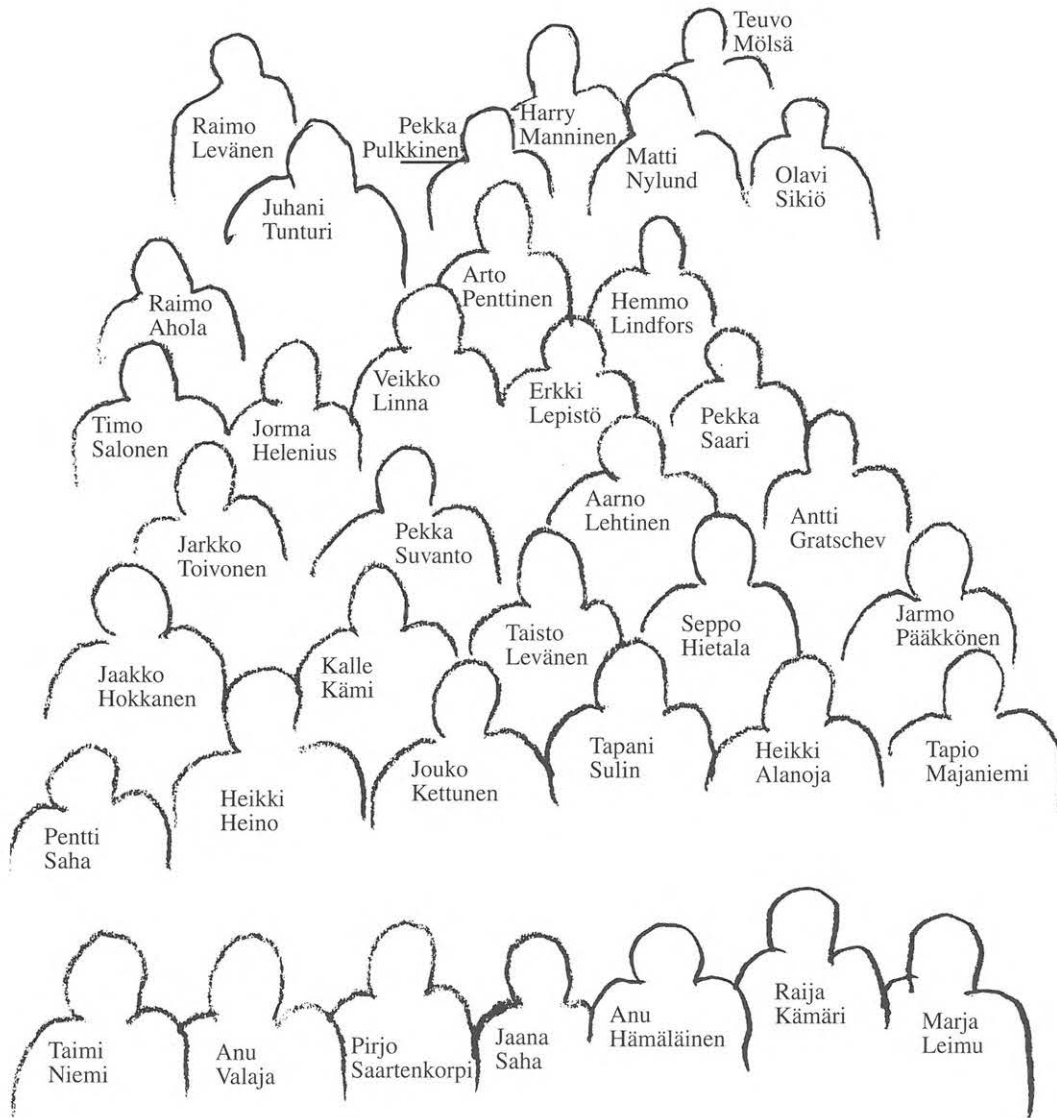 Teuvo
Mölsä
Raimo
Levänen
Pekka
Pulkkinen
Harry
Manninen
Matti
Nylund
Olavi
Sikiö
Juhani
Tunturi
Arto
Penttinen
Hemmo
Lindfors
Raimo
Ahola
Veikko
Linna
Erkki
Lepistö
Timo
Salonen
Jorma
Helenius
Pekka
Saari
Aarno
Lehtinen
Antti
Gratschev
Jarkko
Toivonen
Pekka
Suvanto
Jaakko
Hokkanen
Kalle
Kämi
Taisto
Levänen
Seppo
Hietala
Jarmo
Pääkkönen
Pentti
Saha
Heikki
Heino
Jouko
Kettunen
Tapani
Sulin
Heikki
Alanoja
Tapio
Majaniemi
Taimi
Niemi
Anu
Valaja
Pirjo
Saartenkorpi
Jaana
Saha
Anu
Hämäläinen
Raija
Kämäri
Marja
Leimu